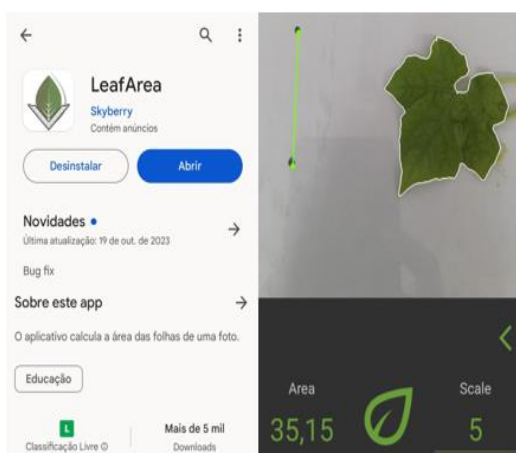 LeafArea
Skyberry
Contém anúncios
Desinstalar
Abrir
Novidades
Última atualização: 19 de out. de 2023
Bug fix
Sobre este app
O aplicativo calcula a área das folhas de uma foto.
Educação
L
Classificação Livre
Mais de 5 mil
Downloads
Area
35,15
Scale
5